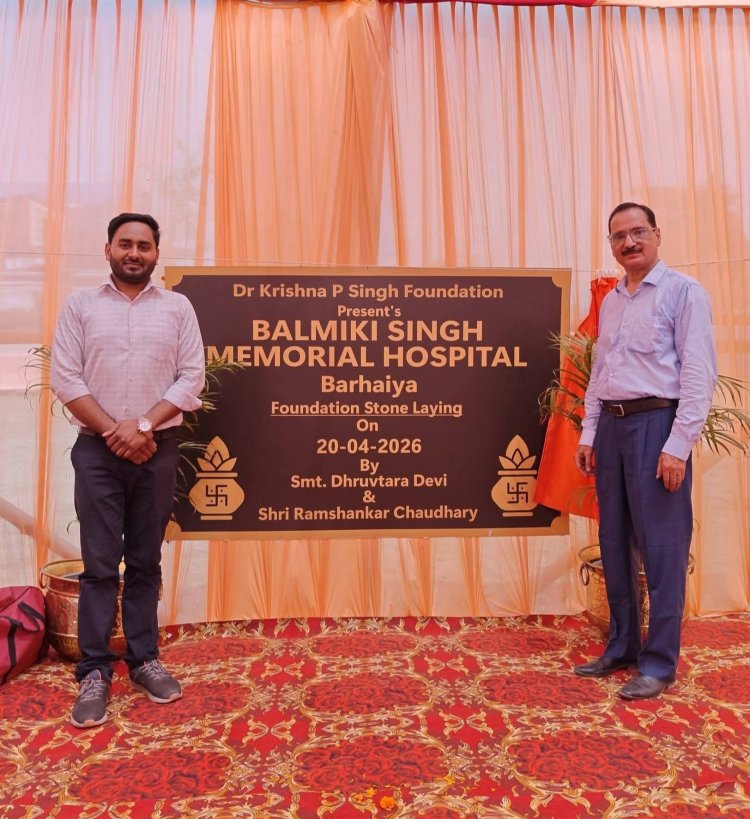 Dr Krishna P Singh Foundation
Present's
BALMIKI SINGH
MEMORIAL HOSPITAL
Barhaiya
Foundation Stone Laying
On
20-04-2026
By
Smt. Dhruvtara Devi
&
Shri Ramshankar Chaudhary